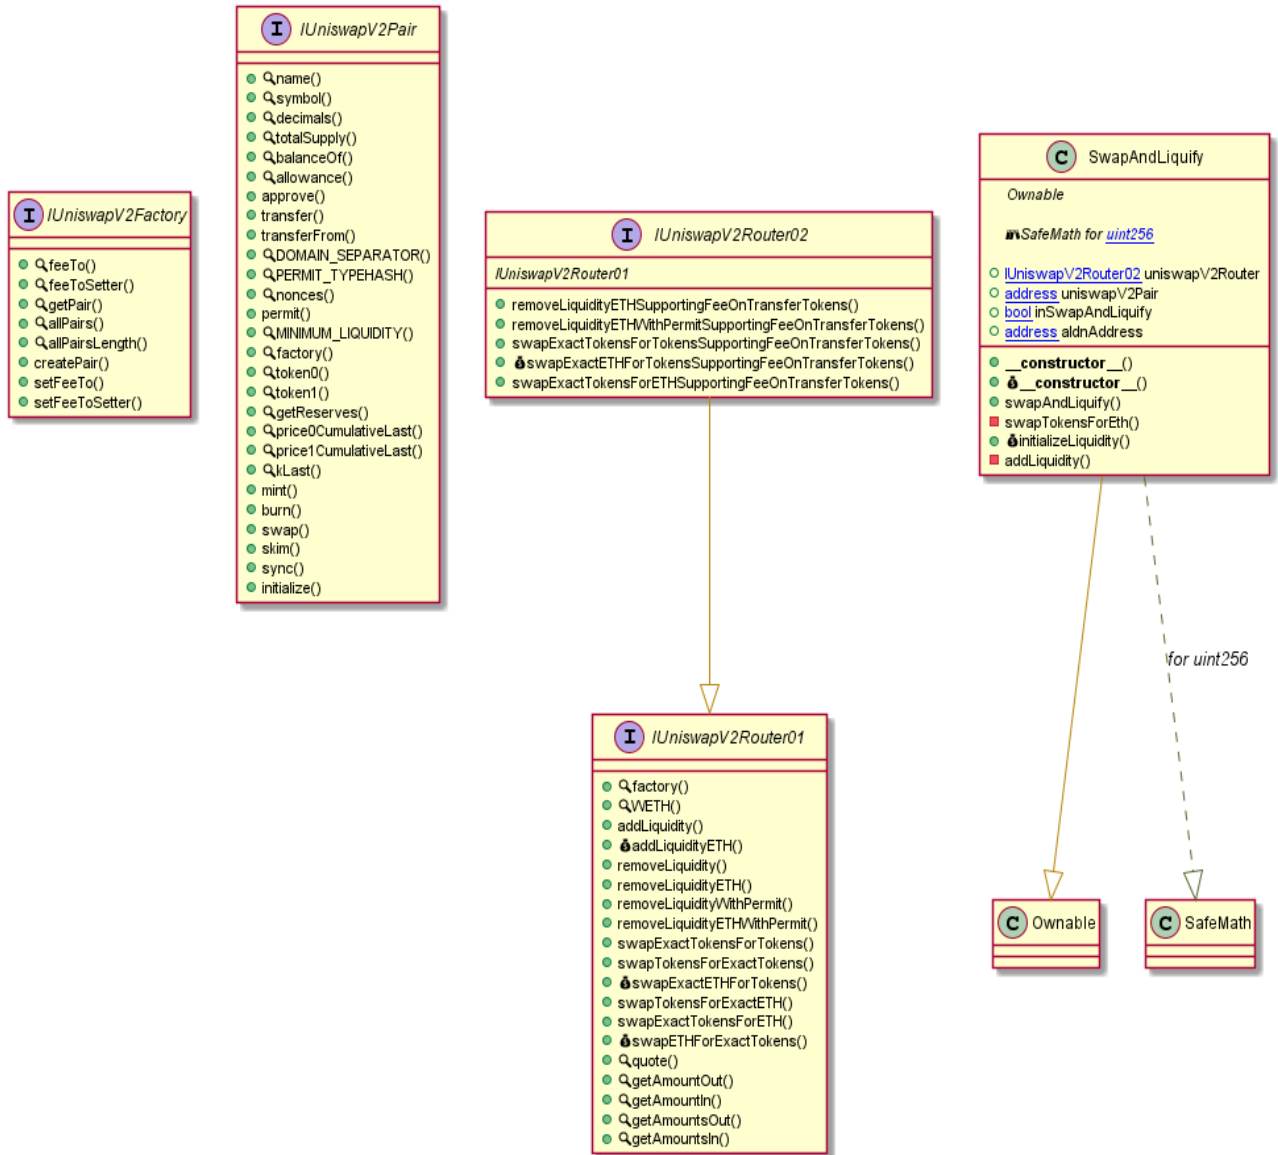 I IUniswapV2Factory
feeTo()
feeToSetter()
getPair()
allPairs()
allPairsLength()
createPair()
setFeeTo()
setFeeToSetter()
I IUniswapV2Pair
name()
symbol()
decimals()
totalSupply()
balanceOf()
allowance()
approve()
transfer()
transferFrom()
DOMAIN_SEPARATOR()
PERMIT_TYPEHASH()
nonces()
permit()
MINIMUM_LIQUIDITY()
factory()
token0()
token1()
getReserves()
price0CumulativeLast()
price1CumulativeLast()
kLast()
mint()
burn()
swap()
skim()
sync()
initialize()
I IUniswapV2Router02
IUniswapV2Router01
removeLiquidityETHSupportingFeeOnTransferTokens()
removeLiquidityETHWithPermitSupportingFeeOnTransferTokens()
swapExactTokensForTokensSupportingFeeOnTransferTokens()
swapExactETHForTokensSupportingFeeOnTransferTokens()
swapExactTokensForETHSupportingFeeOnTransferTokens()
I IUniswapV2Router01
factory()
WETH()
addLiquidity()
addLiquidityETH()
removeLiquidity()
removeLiquidityETH()
removeLiquidityWithPermit()
removeLiquidityETHWithPermit()
swapExactTokensForTokens()
swapTokensForExactTokens()
swapExactETHForTokens()
swapTokensForExactETH()
swapExactTokensForETH()
swapETHForExactTokens()
quote()
getAmountOut()
getAmountIn()
getAmountsOut()
getAmountsIn()
C SwapAndLiquify
Ownable
SafeMath for uint256
IUniswapV2Router02 uniswapV2Router
address uniswapV2Pair
bool inSwapAndLiquify
address aldnAddress
__constructor__()
__constructor__()
swapAndLiquify()
swapTokensForEth()
initializeLiquidity()
addLiquidity()
for uint256
C Ownable
C SafeMath